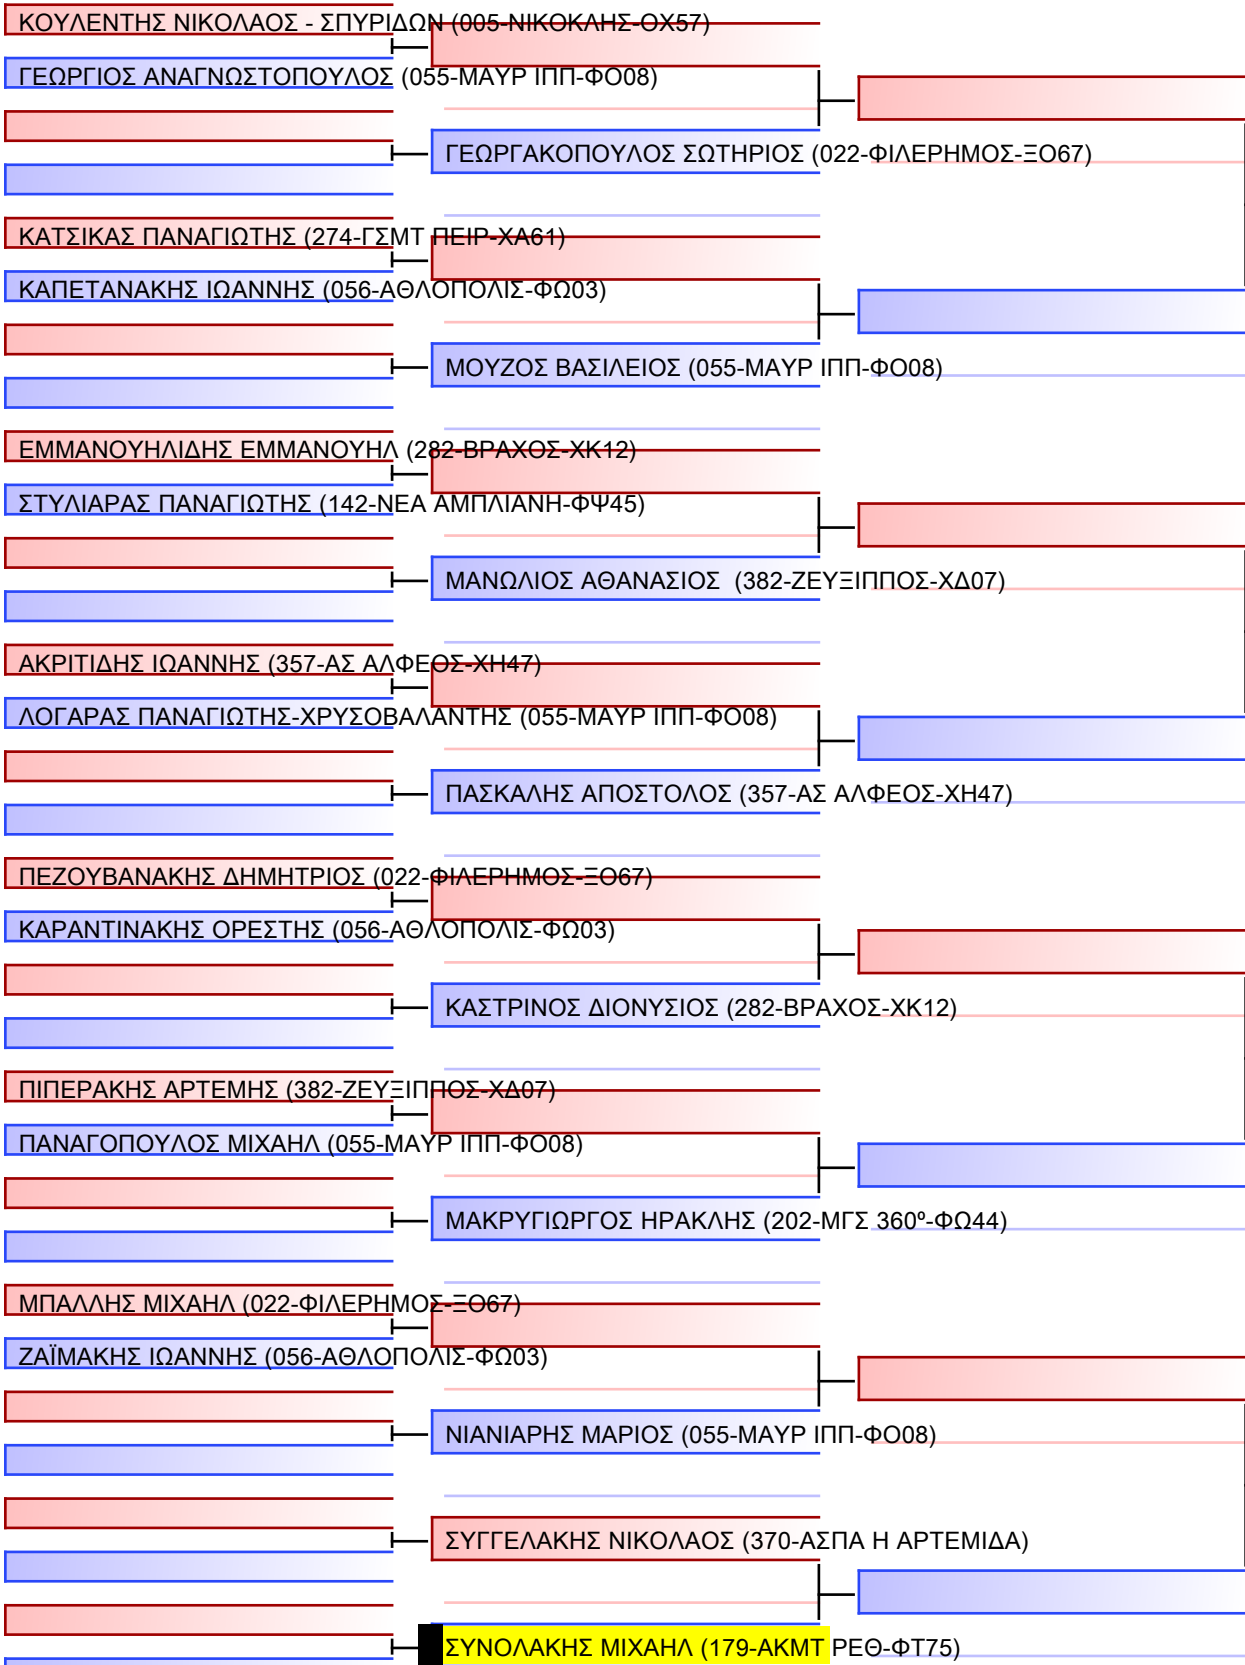 ΚΟΥΛΕΝΤΗΣ ΝΙΚΟΛΑΟΣ - ΣΠΥΡΙΔΩΝ (005-ΝΙΚΟΚΛΗΣ-ΟΧ57)
ΓΕΩΡΓΙΟΣ ΑΝΑΓΝΩΣΤΟΠΟΥΛΟΣ (055-ΜΑΥΡ ΙΠΠ-ΦΟ08)
ΓΕΩΡΓΑΚΟΠΟΥΛΟΣ ΣΩΤΗΡΙΟΣ (022-ΦΙΛΕΡΗΜΟΣ-ΞΟ67)
ΚΑΤΣΙΚΑΣ ΠΑΝΑΓΙΩΤΗΣ (274-ΓΣΜΤ ΠΕΙΡ-ΧΑ61)
ΚΑΠΕΤΑΝΑΚΗΣ ΙΩΑΝΝΗΣ (056-ΑΘΛΟΠΟΛΙΣ-ΦΩ03)
ΜΟΥΖΟΣ ΒΑΣΙΛΕΙΟΣ (055-ΜΑΥΡ ΙΠΠ-ΦΟ08)
ΕΜΜΑΝΟΥΗΛΙΔΗΣ ΕΜΜΑΝΟΥΗΛ (282-ΒΡΑΧΟΣ-ΧΚ12)
ΣΤΥΛΙΑΡΑΣ ΠΑΝΑΓΙΩΤΗΣ (142-ΝΕΑ ΑΜΠΛΙΑΝΗ-ΦΨ45)
ΜΑΝΩΛΙΟΣ ΑΘΑΝΑΣΙΟΣ  (382-ΖΕΥΞΙΠΠΟΣ-ΧΔ07)
ΑΚΡΙΤΙΔΗΣ ΙΩΑΝΝΗΣ (357-ΑΣ ΑΛΦΕΟΣ-ΧΗ47)
ΛΟΓΑΡΑΣ ΠΑΝΑΓΙΩΤΗΣ-ΧΡΥΣΟΒΑΛΑΝΤΗΣ (055-ΜΑΥΡ ΙΠΠ-ΦΟ08)
ΠΑΣΚΑΛΗΣ ΑΠΟΣΤΟΛΟΣ (357-ΑΣ ΑΛΦΕΟΣ-ΧΗ47)
ΠΕΖΟΥΒΑΝΑΚΗΣ ΔΗΜΗΤΡΙΟΣ (022-ΦΙΛΕΡΗΜΟΣ-ΞΟ67)
ΚΑΡΑΝΤΙΝΑΚΗΣ ΟΡΕΣΤΗΣ (056-ΑΘΛΟΠΟΛΙΣ-ΦΩ03)
ΚΑΣΤΡΙΝΟΣ ΔΙΟΝΥΣΙΟΣ (282-ΒΡΑΧΟΣ-ΧΚ12)
ΠΙΠΕΡΑΚΗΣ ΑΡΤΕΜΗΣ (382-ΖΕΥΞΙΠΠΟΣ-ΧΔ07)
ΠΑΝΑΓΟΠΟΥΛΟΣ ΜΙΧΑΗΛ (055-ΜΑΥΡ ΙΠΠ-ΦΟ08)
ΜΑΚΡΥΓΙΩΡΓΟΣ ΗΡΑΚΛΗΣ (202-ΜΓΣ 360º-ΦΩ44)
ΜΠΑΛΛΗΣ ΜΙΧΑΗΛ (022-ΦΙΛΕΡΗΜΟΣ-ΞΟ67)
ΖΑΪΜΑΚΗΣ ΙΩΑΝΝΗΣ (056-ΑΘΛΟΠΟΛΙΣ-ΦΩ03)
ΝΙΑΝΙΑΡΗΣ ΜΑΡΙΟΣ (055-ΜΑΥΡ ΙΠΠ-ΦΟ08)
ΣΥΓΓΕΛΑΚΗΣ ΝΙΚΟΛΑΟΣ (370-ΑΣΠΑ Η ΑΡΤΕΜΙΔΑ)
ΣΥΝΟΛΑΚΗΣ ΜΙΧΑΗΛ (179-ΑΚΜΤ ΡΕΘ-ΦΤ75)